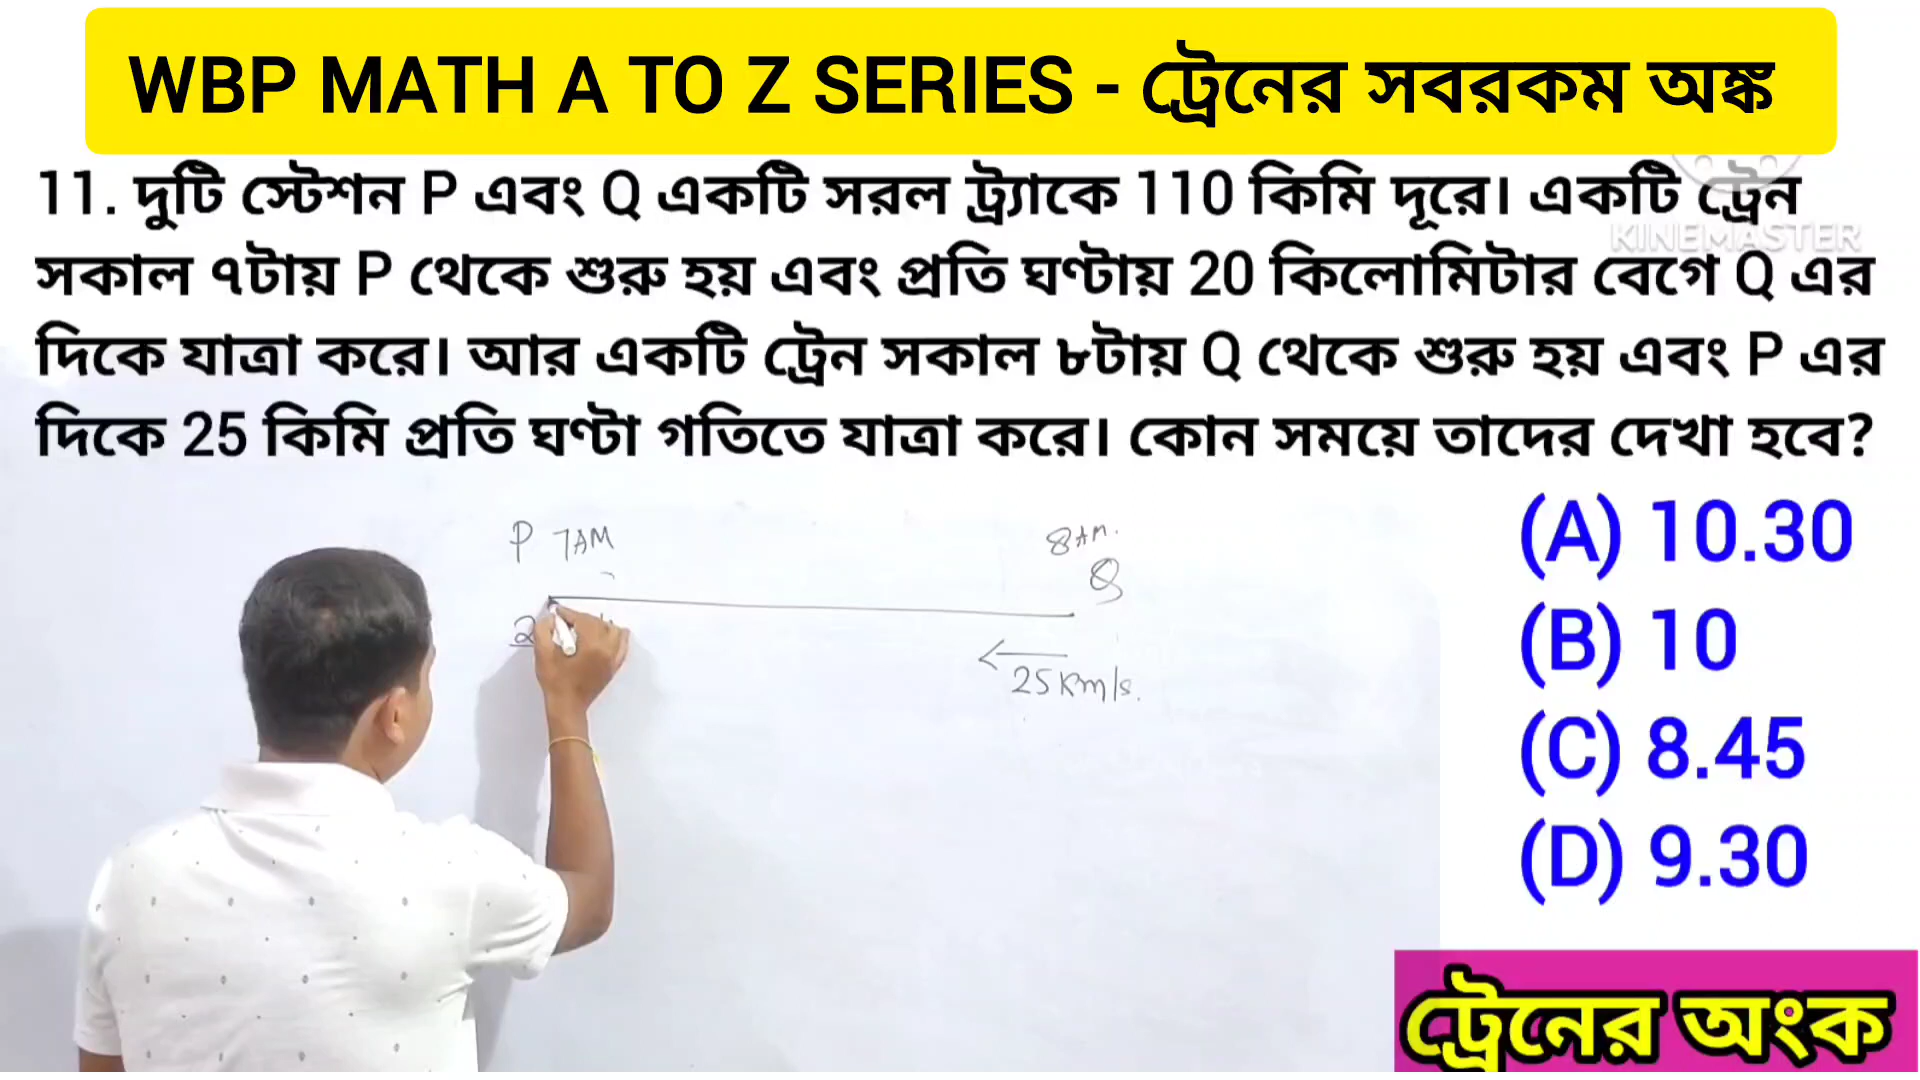 WBP MATH A TO Z SERIES - ট্রেনের সবরকম অঙ্ক
11. দুটি স্টেশন P এবং Q একটি সরল ট্র্যাকে 110 কিমি দূরে। একটি ট্রেন
KINEMASTER
সকাল ৭টায় P থেকে শুরু হয় এবং প্রতি ঘণ্টায় 20 কিলোমিটার বেগে Q এর
দিকে যাত্রা করে। আর একটি ট্রেন সকাল ৮টায় Q থেকে শুরু হয় এবং P এর
দিকে 25 কিমি প্রতি ঘণ্টা গতিতে যাত্রা করে। কোন সময়ে তাদের দেখা হবে?
P 7AM
8AM.
Q
25 Km/s.
(A) 10.30
(B) 10
(C) 8.45
(D) 9.30
ট্রেনের অংক